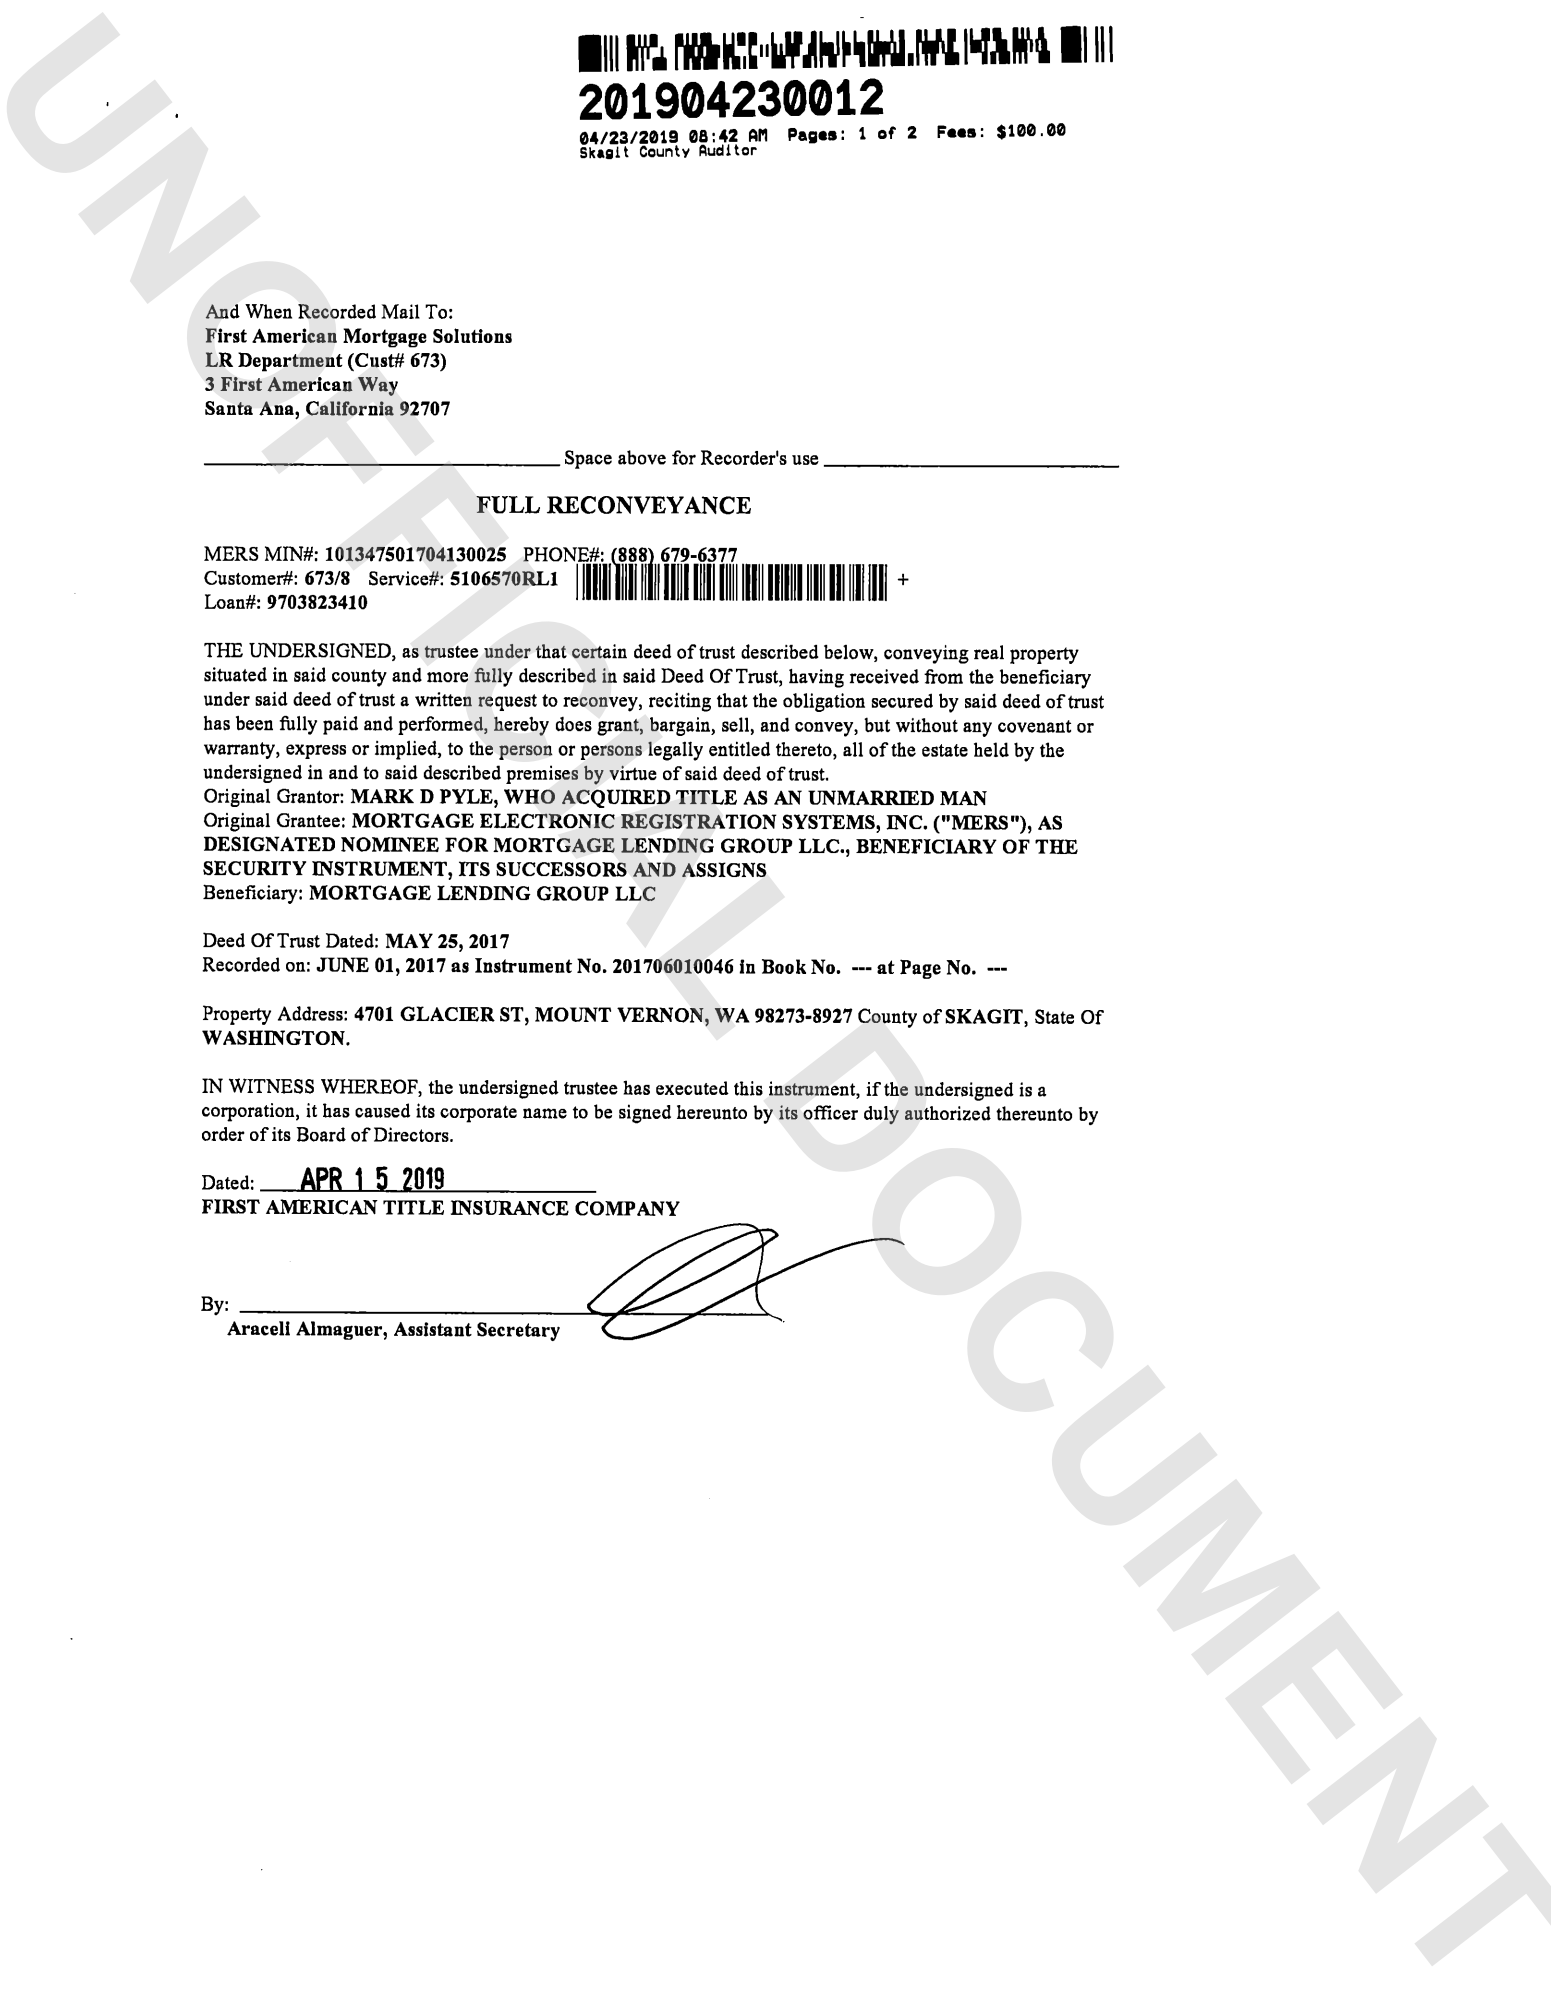 201904230012
04/23/2019 08:42 AM Pages: 1 of 2 Fees: $100.00
Skagit County Auditor
And When Recorded Mail To:
First American Mortgage Solutions
LR Department (Cust# 673)
3 First American Way
Santa Ana, California 92707
Space above for Recorder's use
FULL RECONVEYANCE
MERS MIN#: 101347501704130025 PHONE#: (888) 679-6377
Customer#: 673/8 Service#: 5106570RL1 +
Loan#: 9703823410
THE UNDERSIGNED, as trustee under that certain deed of trust described below, conveying real property
situated in said county and more fully described in said Deed Of Trust, having received from the beneficiary
under said deed of trust a written request to reconvey, reciting that the obligation secured by said deed of trust
has been fully paid and performed, hereby does grant, bargain, sell, and convey, but without any covenant or
warranty, express or implied, to the person or persons legally entitled thereto, all of the estate held by the
undersigned in and to said described premises by virtue of said deed of trust.
Original Grantor: MARK D PYLE, WHO ACQUIRED TITLE AS AN UNMARRIED MAN
Original Grantee: MORTGAGE ELECTRONIC REGISTRATION SYSTEMS, INC. ("MERS"), AS
DESIGNATED NOMINEE FOR MORTGAGE LENDING GROUP LLC., BENEFICIARY OF THE
SECURITY INSTRUMENT, ITS SUCCESSORS AND ASSIGNS
Beneficiary: MORTGAGE LENDING GROUP LLC
Deed Of Trust Dated: MAY 25, 2017
Recorded on: JUNE 01, 2017 as Instrument No. 201706010046 in Book No. --- at Page No. ---
Property Address: 4701 GLACIER ST, MOUNT VERNON, WA 98273-8927 County of SKAGIT, State Of
WASHINGTON.
IN WITNESS WHEREOF, the undersigned trustee has executed this instrument, if the undersigned is a
corporation, it has caused its corporate name to be signed hereunto by its officer duly authorized thereunto by
order of its Board of Directors.
Dated: APR 15 2019
FIRST AMERICAN TITLE INSURANCE COMPANY
By:
Araceli Almaguer, Assistant Secretary
UNOFFICIAL DOCUMENT